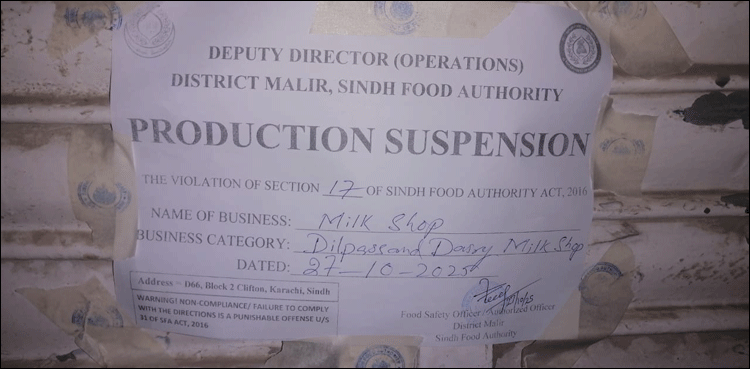 DEPUTY DIRECTOR (OPERATIONS)
DISTRICT MALIR, SINDH FOOD AUTHORITY
PRODUCTION SUSPENSION
THE VIOLATION OF SECTION 17 OF SINDH FOOD AUTHORITY ACT, 2016
NAME OF BUSINESS: Milk Shop
BUSINESS CATEGORY: Dilpassand Dairy Milk Shop
DATED: 27-10-2025
Address = D66, Block 2 Clifton, Karachi, Sindh
WARNING! NON-COMPLIANCE/ FAILURE TO COMPLY
WITH THE DIRECTIONS IS A PUNISHABLE OFFENSE U/S
31 OF SFA ACT, 2016
Food Safety Officer / Authorized Officer
District Malir
Sindh Food Authority